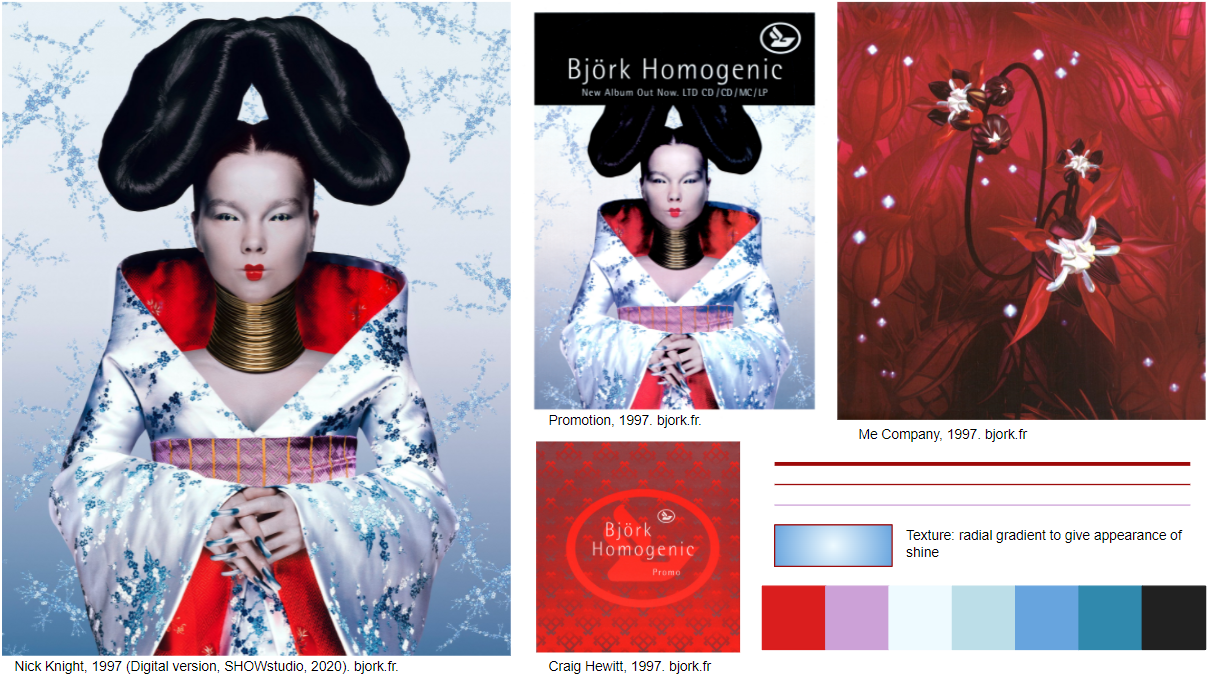 Björk Homogenic
New Album Out Now. LTD CD/CD/MC/LP
Nick Knight, 1997 (Digital version, SHOWstudio, 2020). bjork.fr.
Promotion, 1997. bjork.fr.
Me Company, 1997. bjork.fr
Björk
Homogenic
Promo
Craig Hewitt, 1997. bjork.fr
Texture: radial gradient to give appearance of
shine